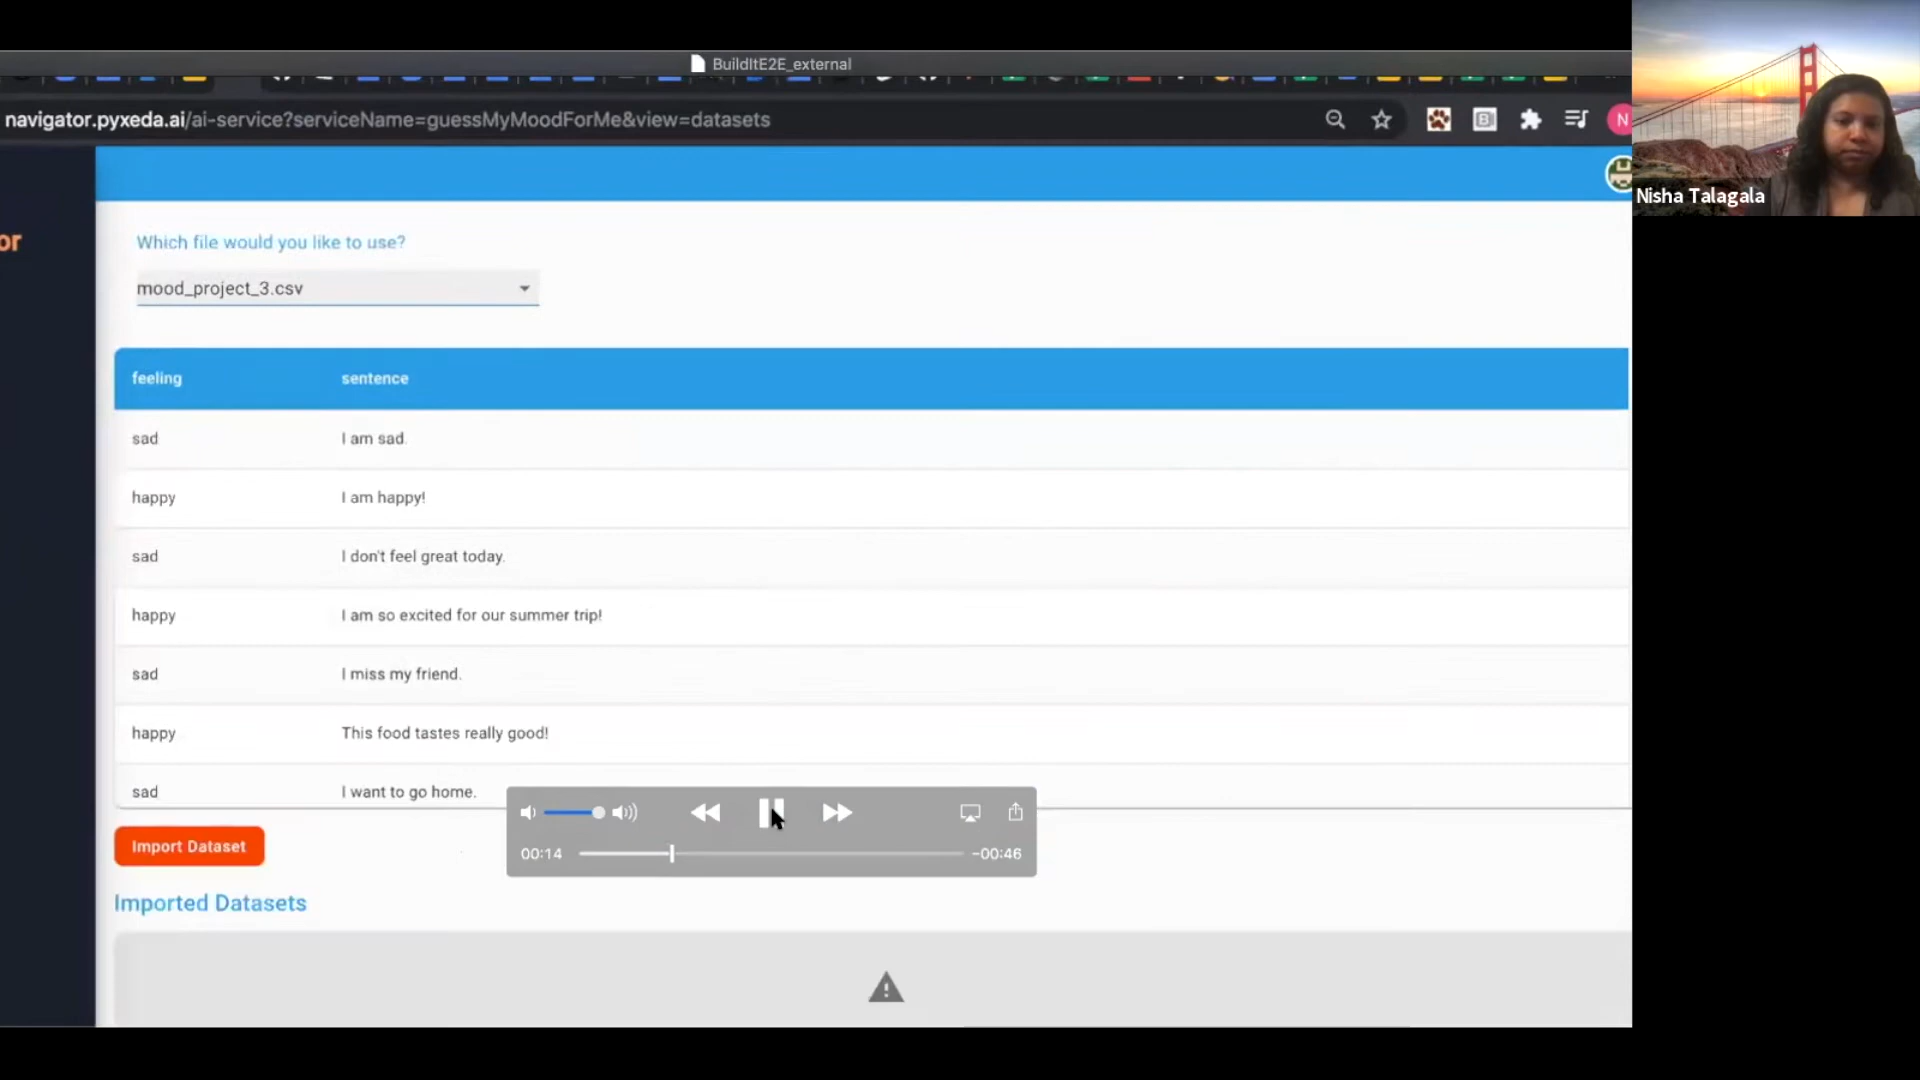 BuildItE2E_external
navigator.pyxeda.ai/ai-service?serviceName=guessMyMoodForMe&view=datasets
N
Nisha Talagala
or
Which file would you like to use?
mood_project_3.csv
feeling sentence
sad I am sad.
happy I am happy!
sad I don't feel great today.
happy I am so excited for our summer trip!
sad I miss my friend.
happy This food tastes really good!
sad I want to go home.
00:14 -00:46
Import Dataset
Imported Datasets